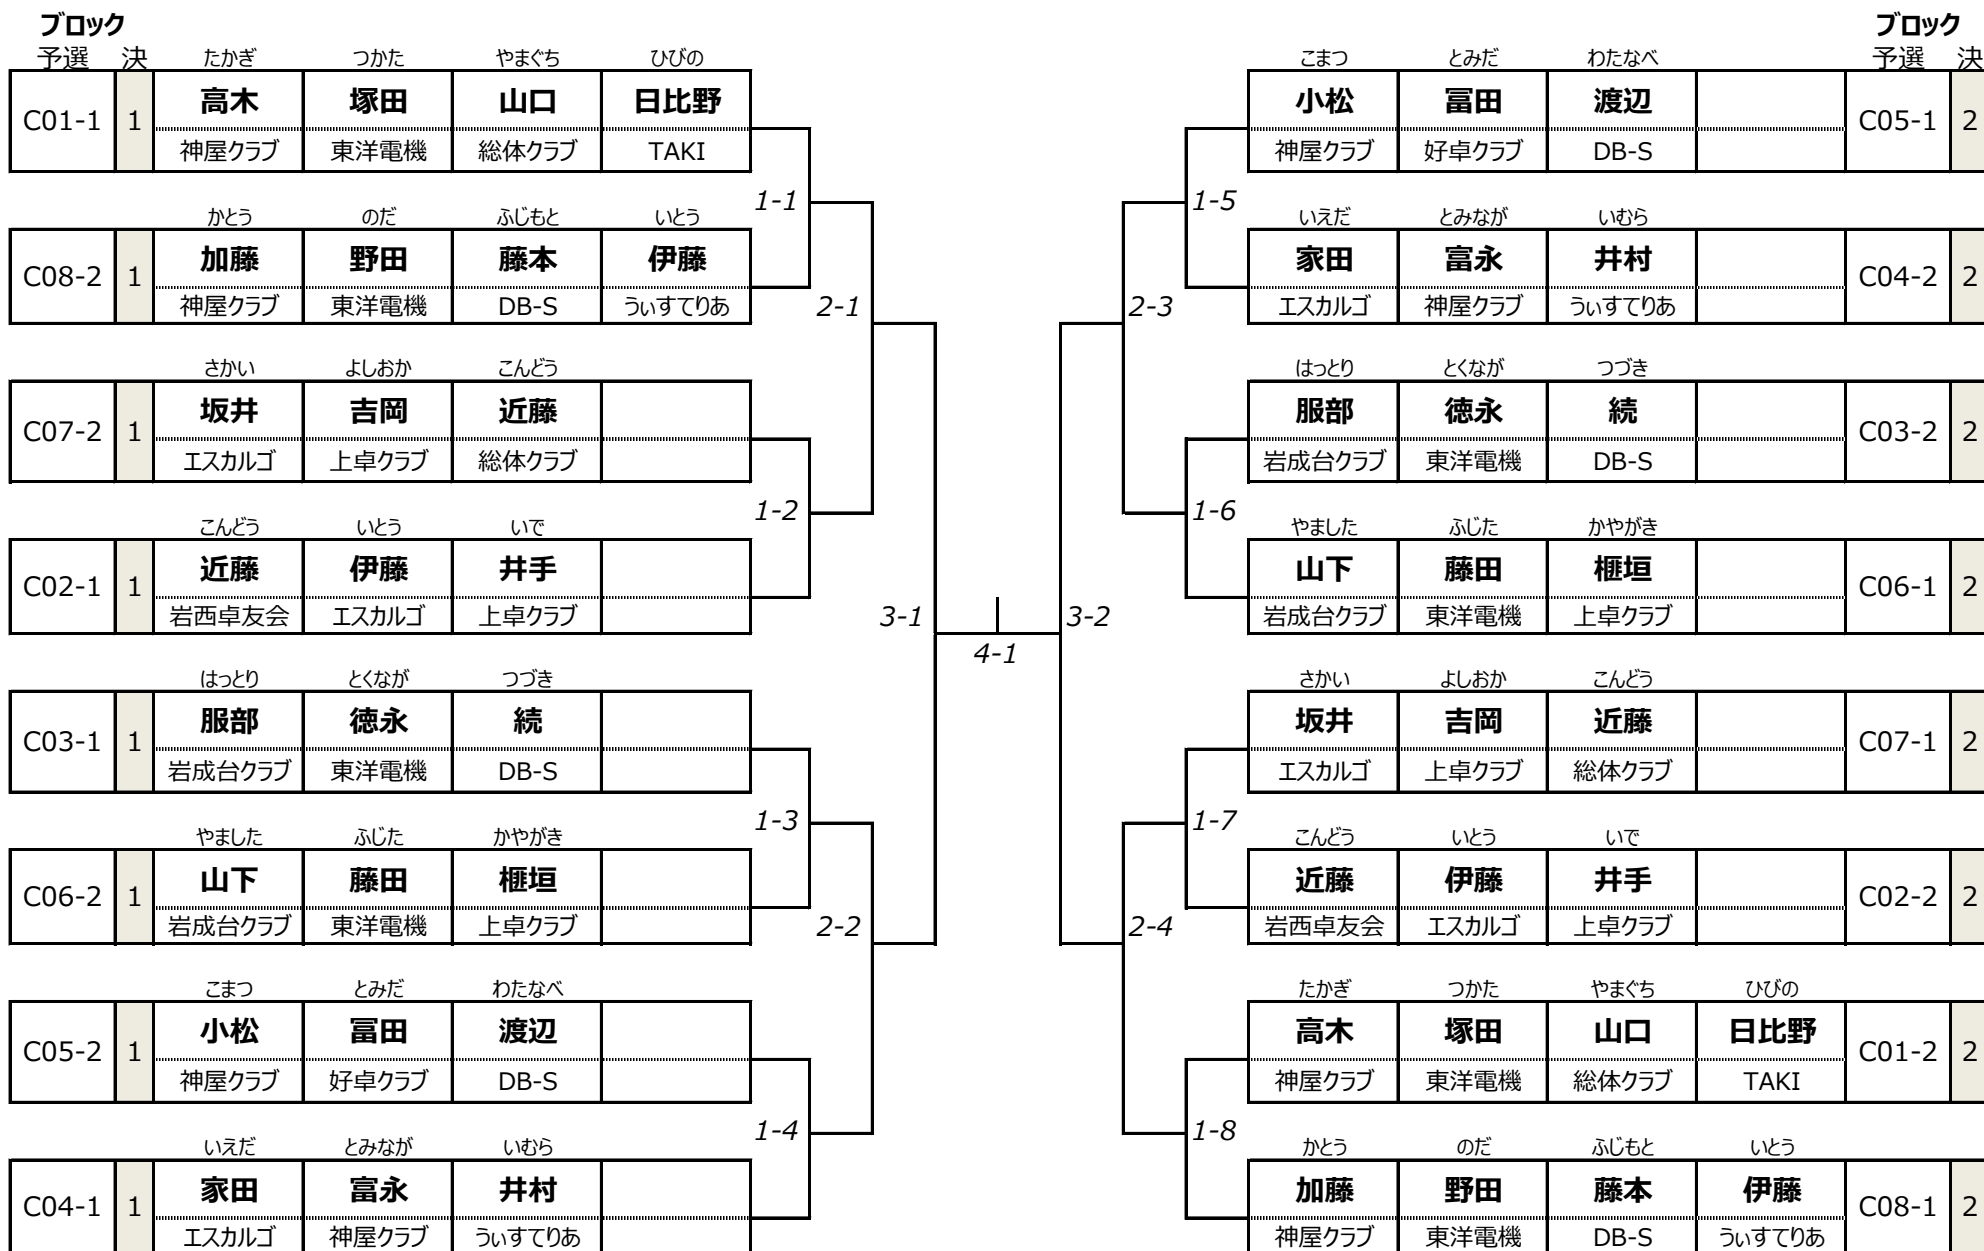 ブロック
予選 決 たかぎ つかた やまぐち ひびの
C01-1 1 高木 塚田 山口 日比野
神屋クラブ 東洋電機 総体クラブ TAKI
1-1
かとう のだ ふじもと いとう
C08-2 1 加藤 野田 藤本 伊藤
神屋クラブ 東洋電機 DB-S うぃすてりあ
2-1
さかい よしおか こんどう
C07-2 1 坂井 吉岡 近藤
エスカルゴ 上卓クラブ 総体クラブ
1-2
こんどう いとう いで
C02-1 1 近藤 伊藤 井手
岩西卓友会 エスカルゴ 上卓クラブ
3-1
はっとり とくなが つづき
C03-1 1 服部 徳永 続
岩成台クラブ 東洋電機 DB-S
1-3
やました ふじた かやがき
C06-2 1 山下 藤田 榧垣
岩成台クラブ 東洋電機 上卓クラブ
2-2
こまつ とみだ わたなべ
C05-2 1 小松 冨田 渡辺
神屋クラブ 好卓クラブ DB-S
1-4
いえだ とみなが いむら
C04-1 1 家田 富永 井村
エスカルゴ 神屋クラブ うぃすてりあ
4-1
ブロック
こまつ とみだ わたなべ 予選 決
小松 冨田 渡辺 C05-1 2
神屋クラブ 好卓クラブ DB-S
1-5
いえだ とみなが いむら
家田 富永 井村 C04-2 2
エスカルゴ 神屋クラブ うぃすてりあ
2-3
はっとり とくなが つづき
服部 徳永 続 C03-2 2
岩成台クラブ 東洋電機 DB-S
1-6
やました ふじた かやがき
山下 藤田 榧垣 C06-1 2
岩成台クラブ 東洋電機 上卓クラブ
3-2
さかい よしおか こんどう
坂井 吉岡 近藤 C07-1 2
エスカルゴ 上卓クラブ 総体クラブ
1-7
こんどう いとう いで
近藤 伊藤 井手 C02-2 2
岩西卓友会 エスカルゴ 上卓クラブ
2-4
たかぎ つかた やまぐち ひびの
高木 塚田 山口 日比野 C01-2 2
神屋クラブ 東洋電機 総体クラブ TAKI
1-8
かとう のだ ふじもと いとう
加藤 野田 藤本 伊藤 C08-1 2
神屋クラブ 東洋電機 DB-S うぃすてりあ